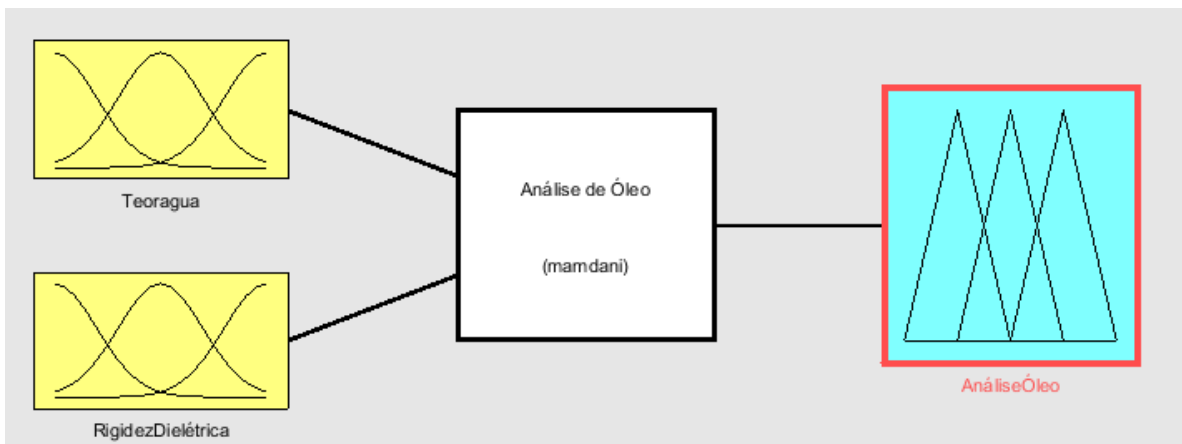 Teoragua
Análise de Óleo
(mamdani)
AnáliseÓleo
RigidezDielétrica